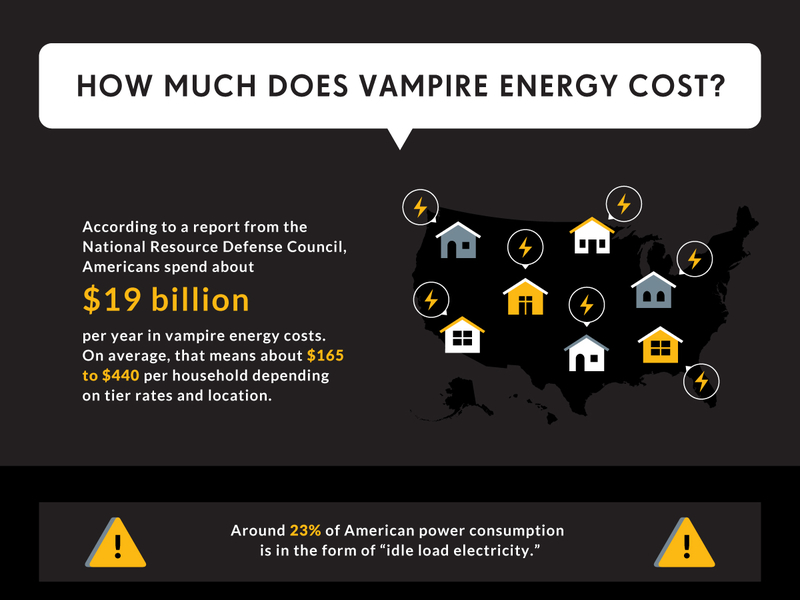 HOW MUCH DOES VAMPIRE ENERGY COST?
According to a report from the
National Resource Defense Council,
Americans spend about
$19 billion
per year in vampire energy costs.
On average, that means about $165
to $440 per household depending
on tier rates and location.
Around 23% of American power consumption
is in the form of “idle load electricity.”